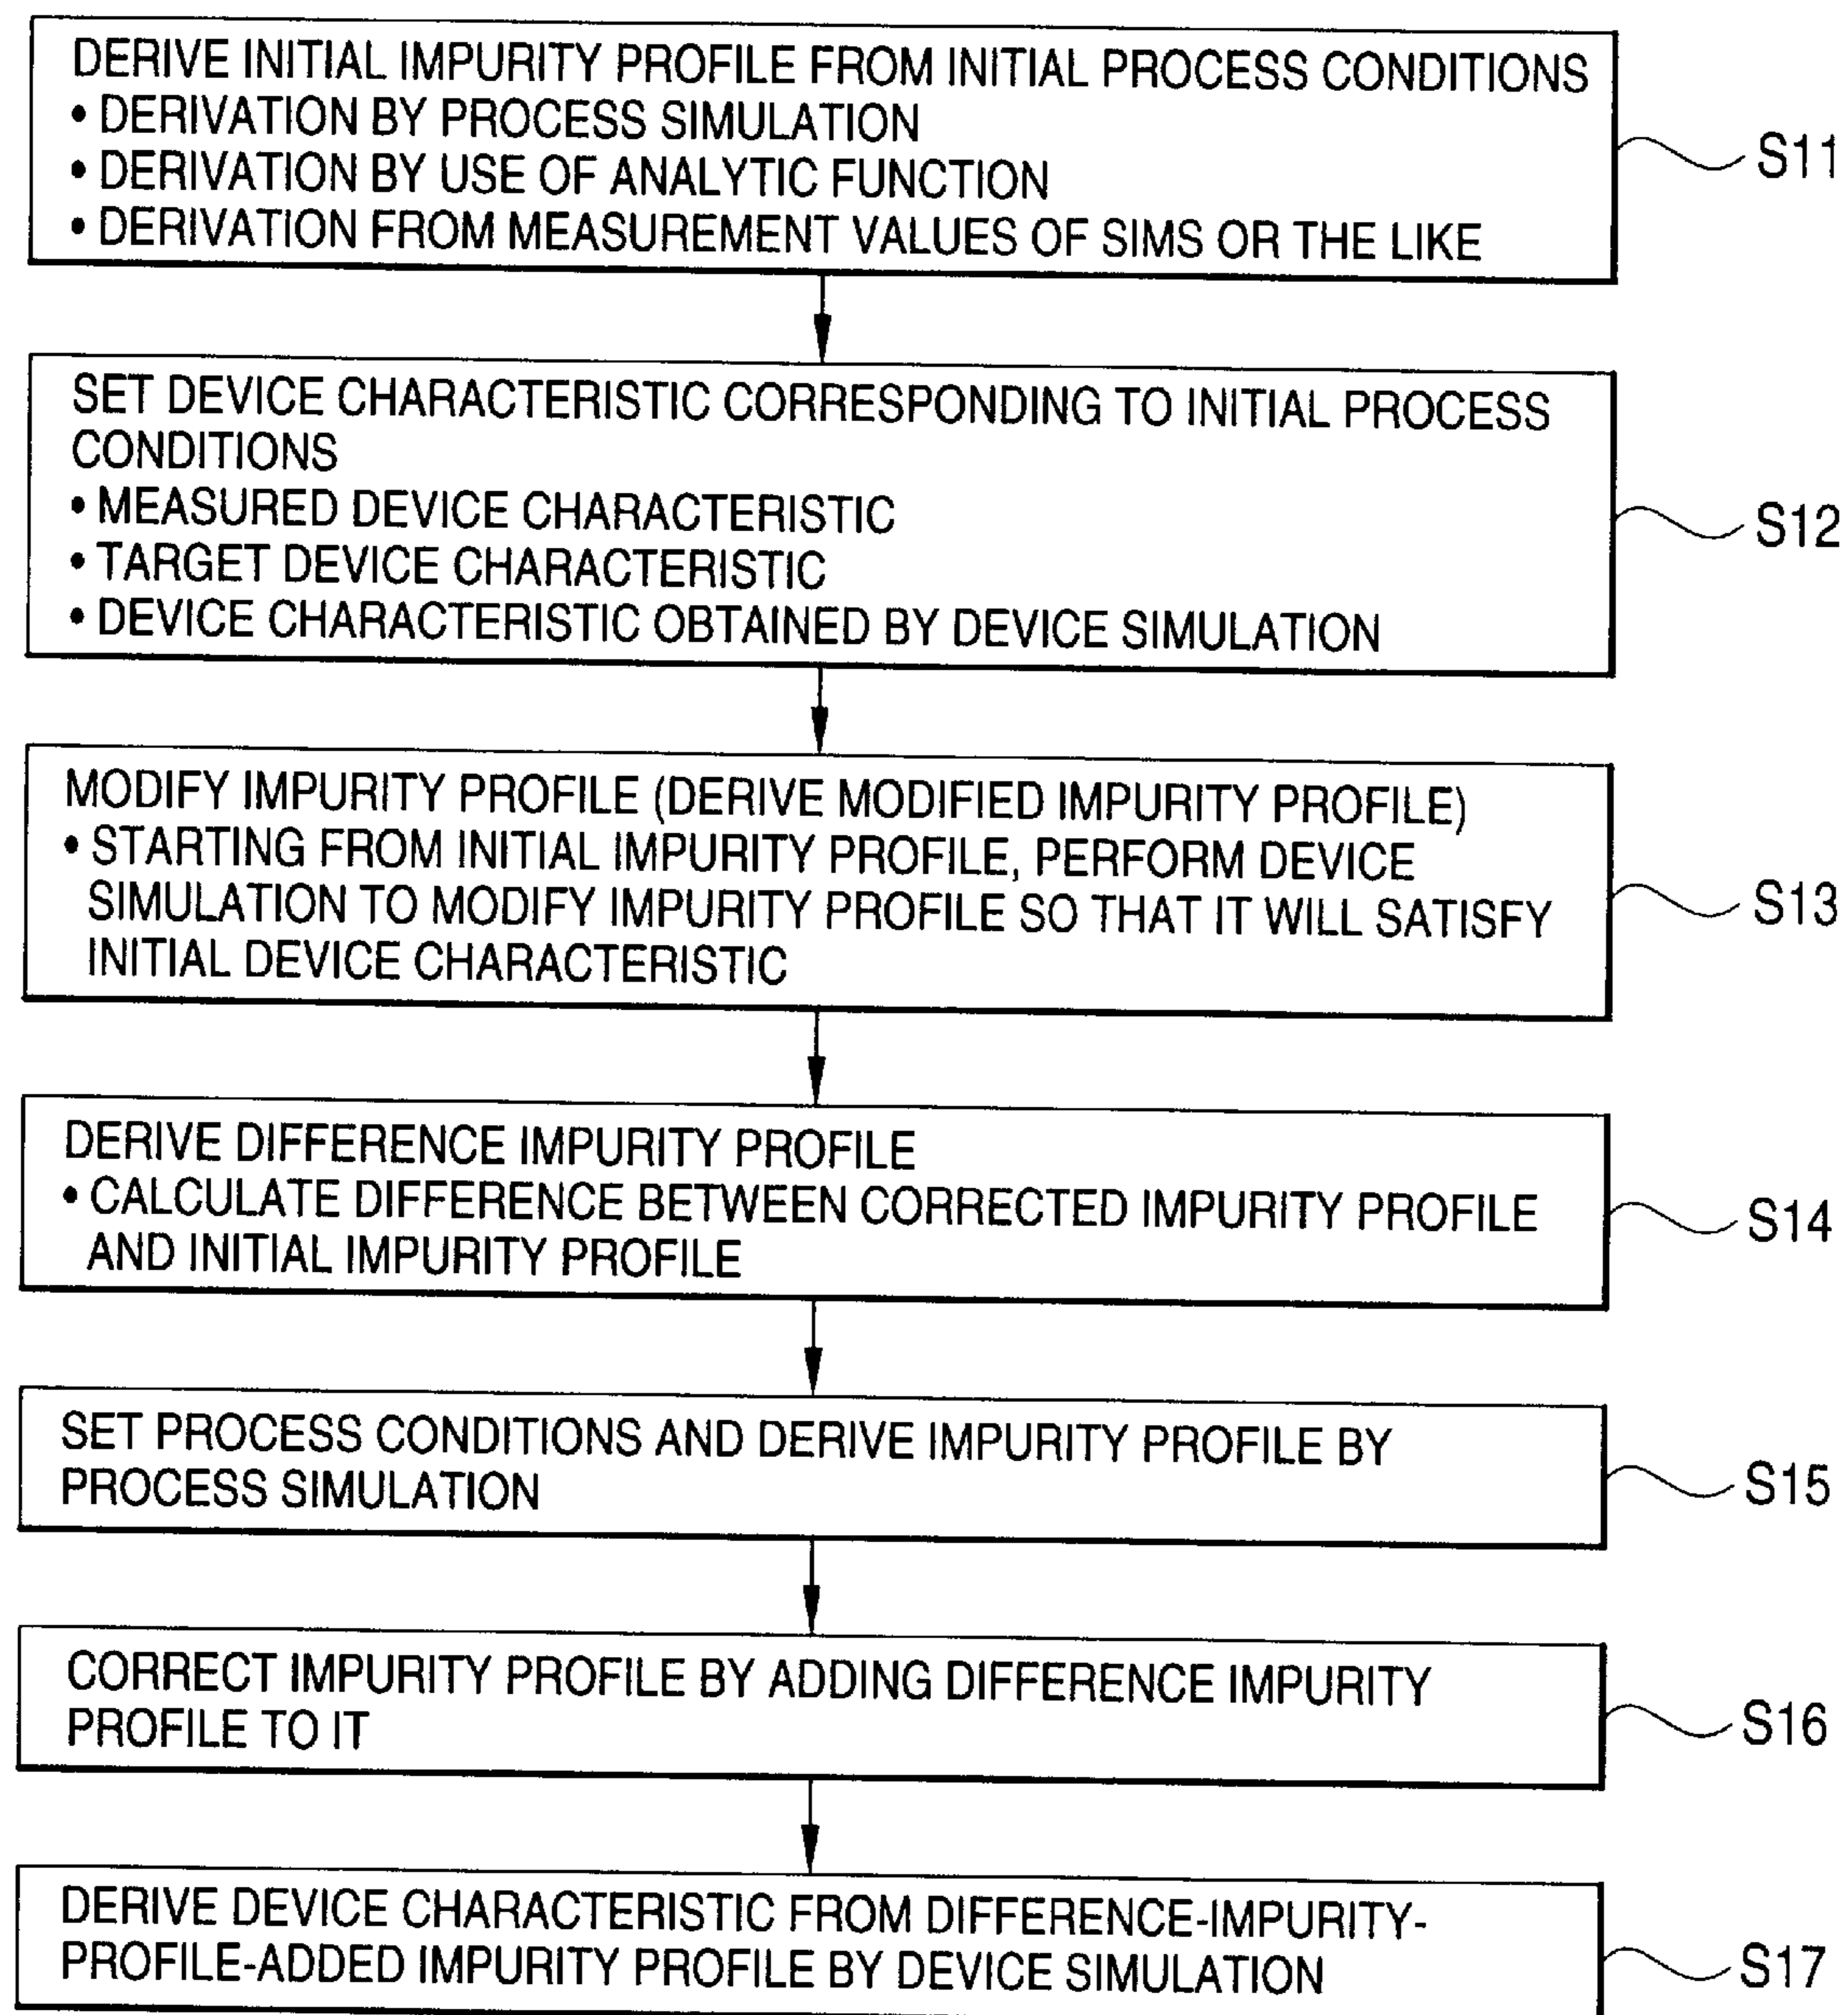 DERIVE INITIAL IMPURITY PROFILE FROM INITIAL PROCESS CONDITIONS
• DERIVATION BY PROCESS SIMULATION
• DERIVATION BY USE OF ANALYTIC FUNCTION
• DERIVATION FROM MEASUREMENT VALUES OF SIMS OR THE LIKE
S11
SET DEVICE CHARACTERISTIC CORRESPONDING TO INITIAL PROCESS
CONDITIONS
• MEASURED DEVICE CHARACTERISTIC
• TARGET DEVICE CHARACTERISTIC
• DEVICE CHARACTERISTIC OBTAINED BY DEVICE SIMULATION
S12
MODIFY IMPURITY PROFILE (DERIVE MODIFIED IMPURITY PROFILE)
• STARTING FROM INITIAL IMPURITY PROFILE, PERFORM DEVICE
SIMULATION TO MODIFY IMPURITY PROFILE SO THAT IT WILL SATISFY
INITIAL DEVICE CHARACTERISTIC
S13
DERIVE DIFFERENCE IMPURITY PROFILE
• CALCULATE DIFFERENCE BETWEEN CORRECTED IMPURITY PROFILE
AND INITIAL IMPURITY PROFILE
S14
SET PROCESS CONDITIONS AND DERIVE IMPURITY PROFILE BY
PROCESS SIMULATION
S15
CORRECT IMPURITY PROFILE BY ADDING DIFFERENCE IMPURITY
PROFILE TO IT
S16
DERIVE DEVICE CHARACTERISTIC FROM DIFFERENCE-IMPURITY-
PROFILE-ADDED IMPURITY PROFILE BY DEVICE SIMULATION
S17